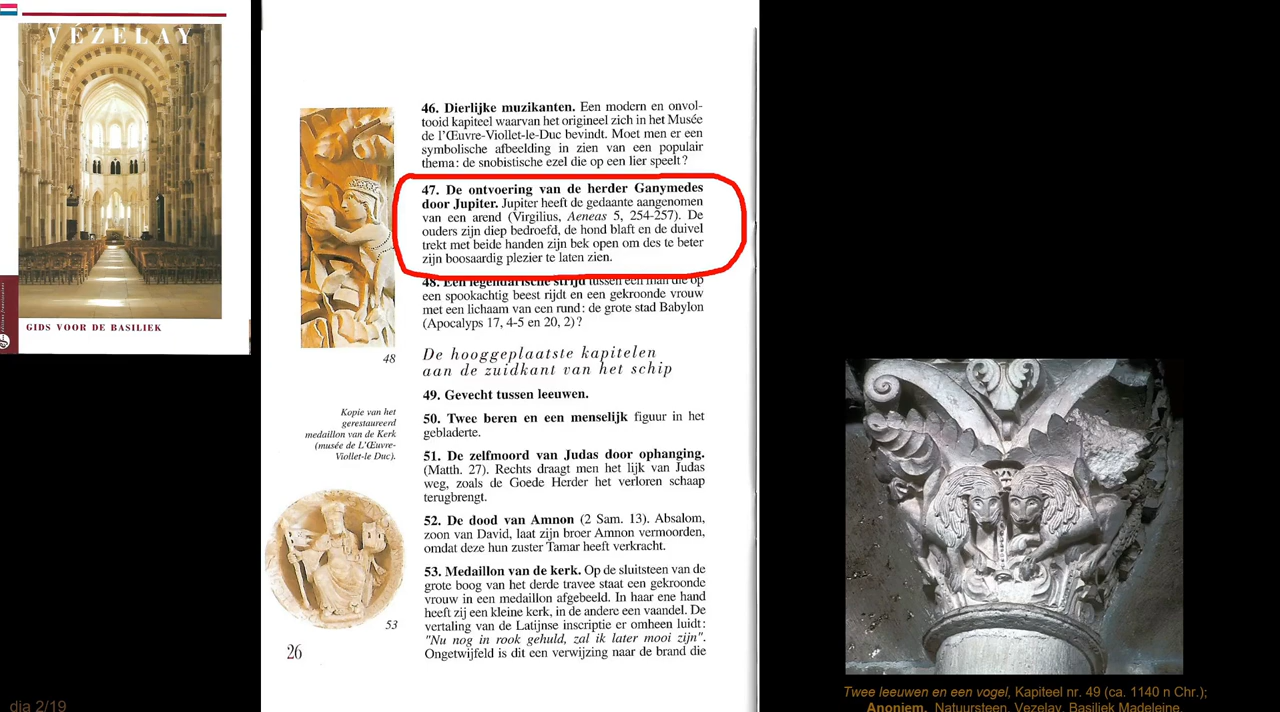 VÉZELAY
GIDS VOOR DE BASILIEK
46. Dierlijke muzikanten. Een modern en onvol-
tooid kapiteel waarvan het origineel zich in het Musée
de l'Œuvre-Viollet-le-Duc bevindt. Moet men er een
symbolische afbeelding in zien van een populair
thema: de snobistische ezel die op een lier speelt?
47. De ontvoering van de herder Ganymedes
door Jupiter. Jupiter heeft de gedaante aangenomen
van een arend (Virgilius, Aeneas 5, 254-257). De
ouders zijn diep bedroefd, de hond blaft en de duivel
trekt met beide handen zijn bek open om des te beter
zijn boosaardig plezier te laten zien.
48. Een legendarische strijd tussen een man die op
een spookachtig beest rijdt en een gekroonde vrouw
met een lichaam van een rund: de grote stad Babylon
(Apocalyps 17, 4-5 en 20, 2)?
48
De hooggeplaatste kapitelen
aan de zuidkant van het schip
49. Gevecht tussen leeuwen.
50. Twee beren en een menselijk figuur in het
gebladerte.
Kopie van het
gerestaureerd
medaillon van de Kerk
(musée de L'Œuvre-
Viollet-le Duc).
51. De zelfmoord van Judas door ophanging.
(Matth. 27). Rechts draagt men het lijk van Judas
weg, zoals de Goede Herder het verloren schaap
terugbrengt.
52. De dood van Amnon (2 Sam. 13). Absalom,
zoon van David, laat zijn broer Amnon vermoorden,
omdat deze hun zuster Tamar heeft verkracht.
53. Medaillon van de kerk. Op de sluitsteen van de
grote boog van het derde travee staat een gekroonde
vrouw in een medaillon afgebeeld. In haar ene hand
heeft zij een kleine kerk, in de andere een vaandel. De
vertaling van de Latijnse inscriptie er omheen luidt:
"Nu nog in rook gehuld, zal ik later mooi zijn".
Ongetwijfeld is dit een verwijzing naar de brand die
53
26
dia 2/19
Twee leeuwen en een vogel, Kapiteel nr. 49 (ca. 1140 n Chr.);
Anoniem. Natuursteen, Vezelay, Basiliek Madeleine.